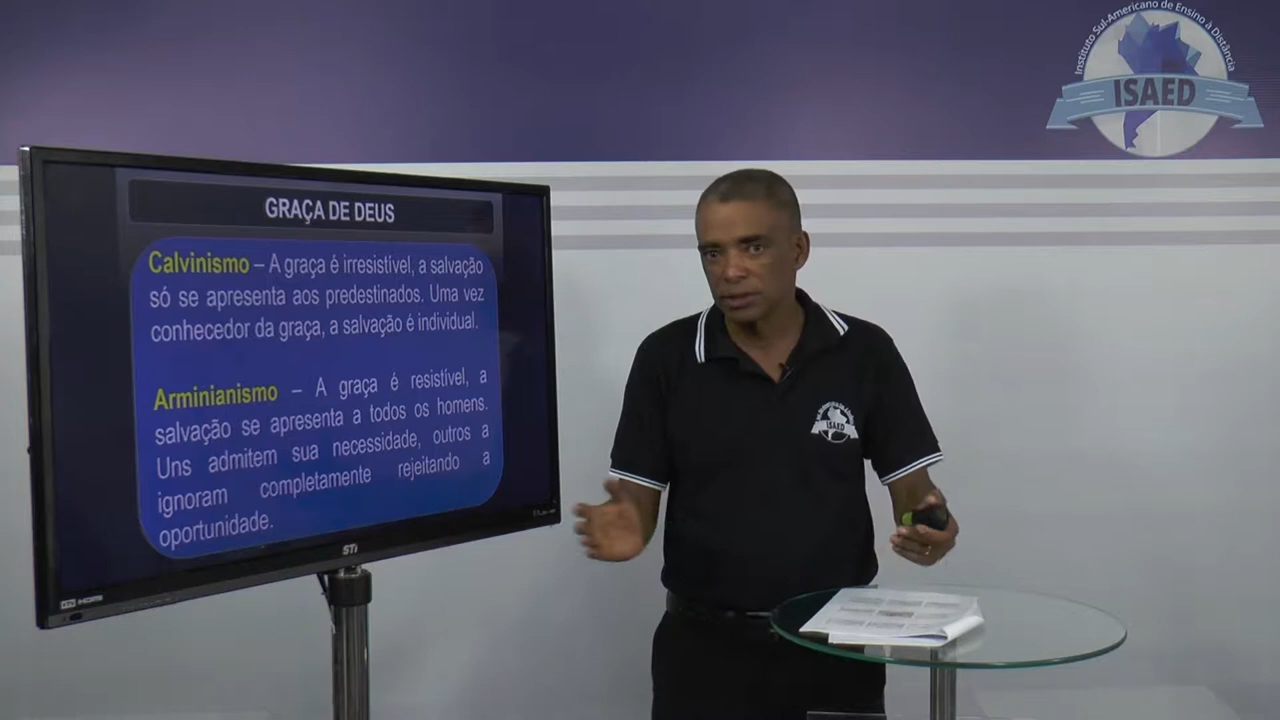 Instituto Sul-Americano de Ensino à Distância
ISAED
GRAÇA DE DEUS
Calvinismo – A graça é irresistível, a salvação
só se apresenta aos predestinados. Uma vez
conhecedor da graça, a salvação é individual.
Arminianismo – A graça é resistível, a
salvação se apresenta a todos os homens.
Uns admitem sua necessidade, outros a
ignoram completamente rejeitando a
oportunidade.
STi
HDMI
ISAED